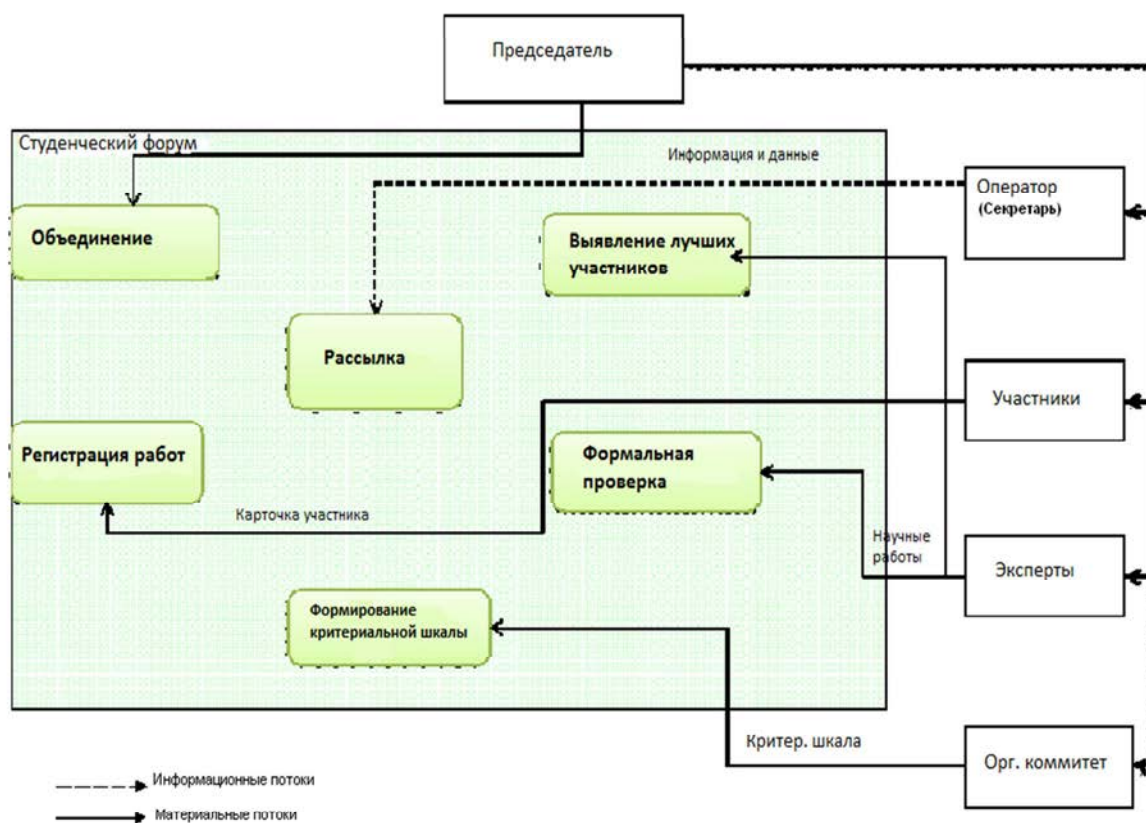 Председатель
Студенческий форум
Информация и данные
Оператор
(Секретарь)
Объединение
Выявление лучших
участников
Рассылка
Участники
Регистрация работ
Формальная
проверка
Карточка участника
Научные
работы
Эксперты
Формирование
критериальной шкалы
Критер. шкала
Орг. коммитет
Информационные потоки
Материальные потоки